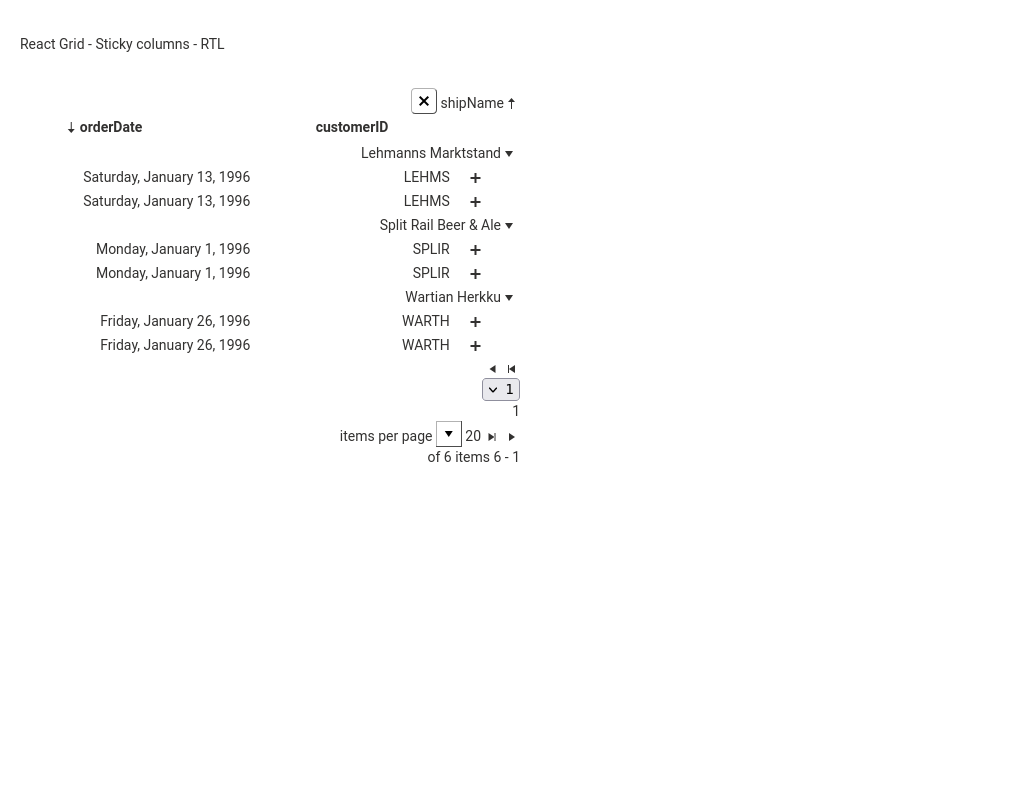 React Grid - Sticky columns - RTL
shipName
orderDate customerID
Lehmanns Marktstand
Saturday, January 13, 1996 LEHMS
Saturday, January 13, 1996 LEHMS
Split Rail Beer & Ale
Monday, January 1, 1996 SPLIR
Monday, January 1, 1996 SPLIR
Wartian Herkku
Friday, January 26, 1996 WARTH
Friday, January 26, 1996 WARTH
1
1
items per page 20
of 6 items 6 - 1